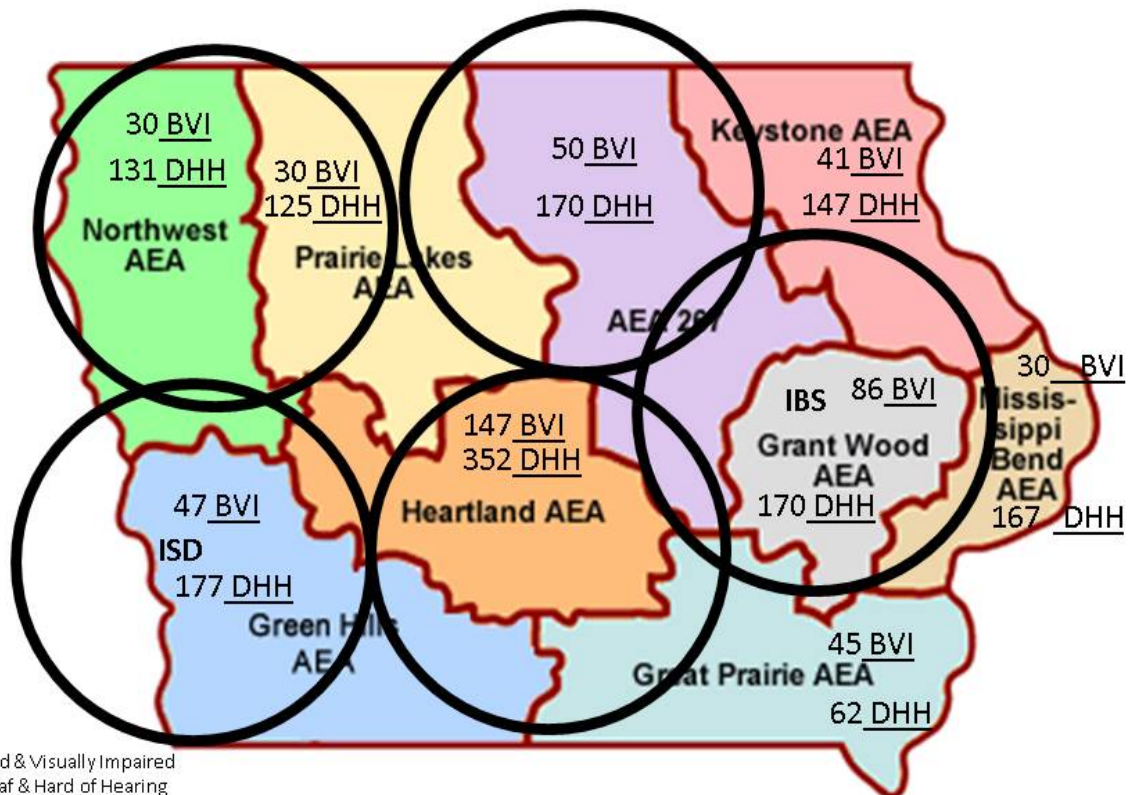 30 BVI
131 DHH
Northwest
AEA
30 BVI
125 DHH
Prairie Lakes
AEA
50 BVI
170 DHH
AEA 267
Keystone AEA
41 BVI
147 DHH
30 BVI
Missis-
sippi
Bend
AEA
167 DHH
IBS 86 BVI
Grant Wood
AEA
170 DHH
147 BVI
352 DHH
Heartland AEA
47 BVI
ISD
177 DHH
Green Hills
AEA
45 BVI
Great Prairie AEA
62 DHH
d & Visually Impaired
af & Hard of Hearing